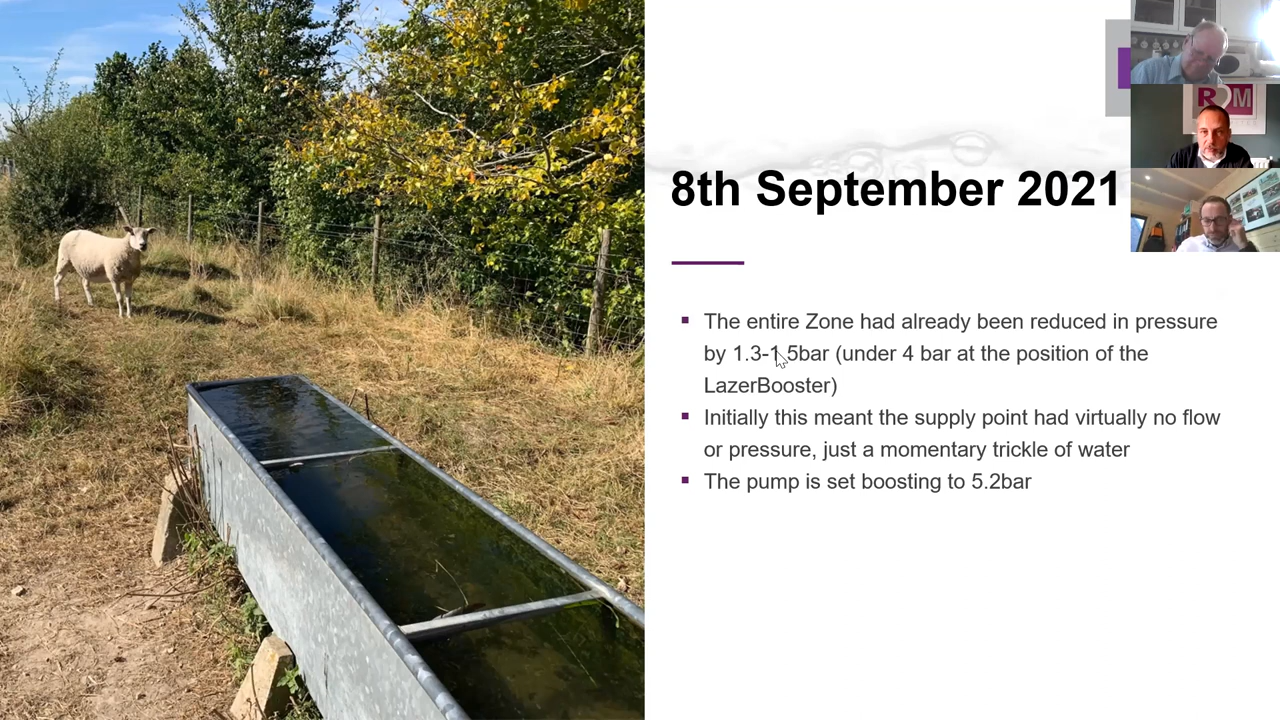 8th September 2021
The entire Zone had already been reduced in pressure
by 1.3-1.5bar (under 4 bar at the position of the
LazerBooster)
Initially this meant the supply point had virtually no flow
or pressure, just a momentary trickle of water
The pump is set boosting to 5.2bar